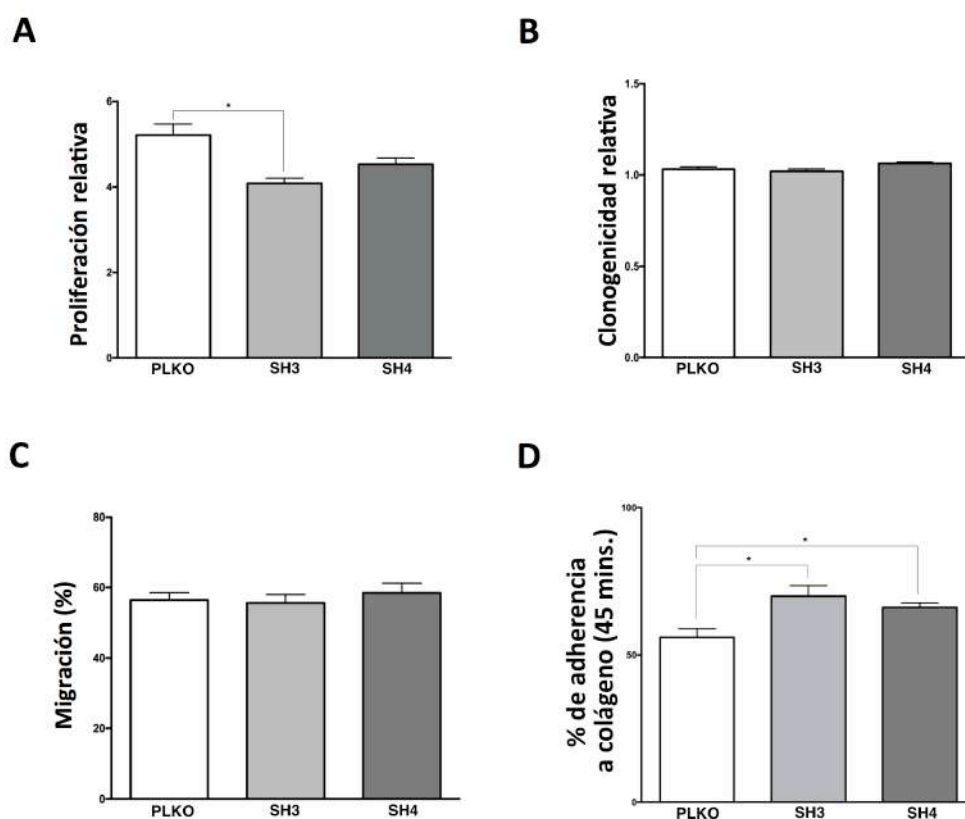 A
Proliferación relativa
6
4
2
0
*
PLKO
SH3
SH4
B
Clonogenicidad relativa
1.5
1.0
0.5
0.0
PLKO
SH3
SH4
C
Migración (%)
80
60
40
20
0
PLKO
SH3
SH4
D
% de adherencia
a colágeno (45 mins.)
100
50
0
*
*
PLKO
SH3
SH4